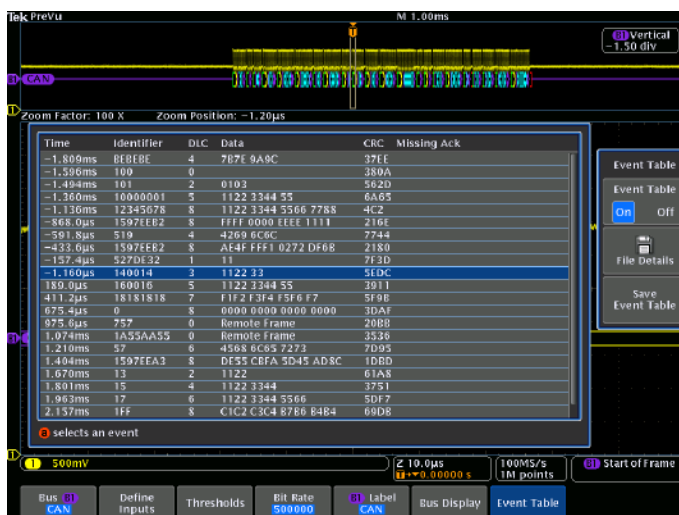 Tek PreVu M 1.00ms
B1 Vertical
-1.50 div
B1 CAN
Zoom Factor: 100 X Zoom Position: -1.20µs
Time Identifier DLC Data CRC Missing Ack
-1.809ms BEBEBE 4 7B7E 9A9C 37EE
-1.596ms 100 0 380A
-1.494ms 101 2 0103 562D
-1.360ms 10000001 5 1122 3344 55 6A65
-1.136ms 12345678 8 1122 3344 5566 7788 4C2
-868.0µs 1597EEB2 8 FFFF 0000 EEEE 1111 216E
-591.8µs 519 4 4269 6C6C 7744
-433.6µs 1597EEB2 8 AE4F FFF1 0272 DF6B 2180
-157.4µs 527DE32 1 11 7F3D
-1.160µs 140014 3 1122 33 5EDC
189.0µs 160016 5 1122 3344 55 3911
411.2µs 18181818 7 F1F2 F3F4 F5F6 F7 5F9B
675.4µs 0 8 0000 0000 0000 0000 3DAF
975.6µs 757 0 Remote Frame 20BB
1.074ms 1A55AA55 0 Remote Frame 3536
1.210ms 57 6 4568 6C65 7273 7D95
1.404ms 1597EEA3 8 DE55 CBFA 5D45 AD8C 1DBD
1.670ms 13 2 1122 61A8
1.801ms 15 4 1122 3344 3751
1.963ms 17 6 1122 3344 5566 5DF7
2.157ms 1FF 8 C1C2 C3C4 B7B6 B4B4 69DB
a selects an event
Event Table
Event Table
On Off
File Details
Save
Event Table
1 500mV
Z 10.0µs
T 0.00000 s
100MS/s
1M points
B1 Start of Frame
Bus B1
CAN
Define
Inputs
Thresholds
Bit Rate
500000
B1 Label
CAN
Bus Display
Event Table